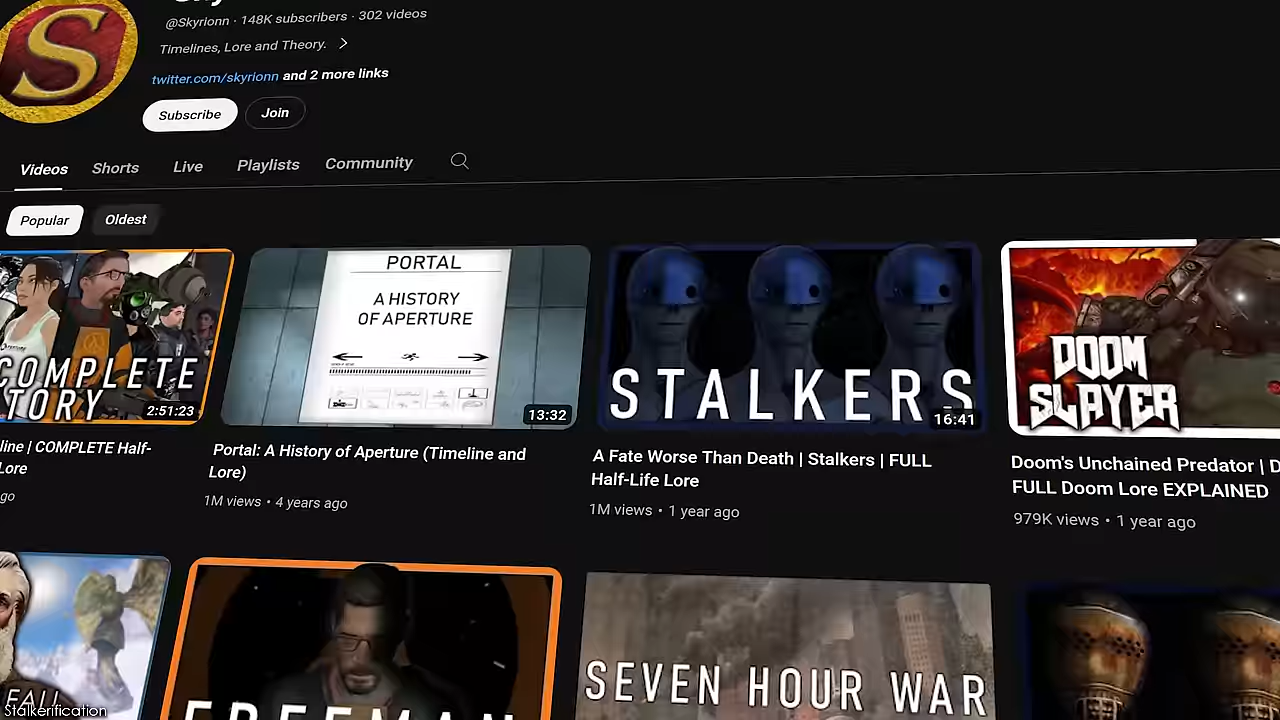 S
@Skyrionn · 148K subscribers · 302 videos
Timelines, Lore and Theory.
twitter.com/skyrionn and 2 more links
Subscribe
Join
Videos
Shorts
Live
Playlists
Community
Popular
Oldest
COMPLETE
TORY
2:51:23
PORTAL
A HISTORY
OF APERTURE
13:32
STALKERS
16:41
DOOM
SLAYER
line | COMPLETE Half-
Lore
go
Portal: A History of Aperture (Timeline and
Lore)
1M views • 4 years ago
A Fate Worse Than Death | Stalkers | FULL
Half-Life Lore
1M views • 1 year ago
Doom's Unchained Predator | D
FULL Doom Lore EXPLAINED
979K views • 1 year ago
FALL
FREEMAN
SEVEN HOUR WAR
Stalkerification